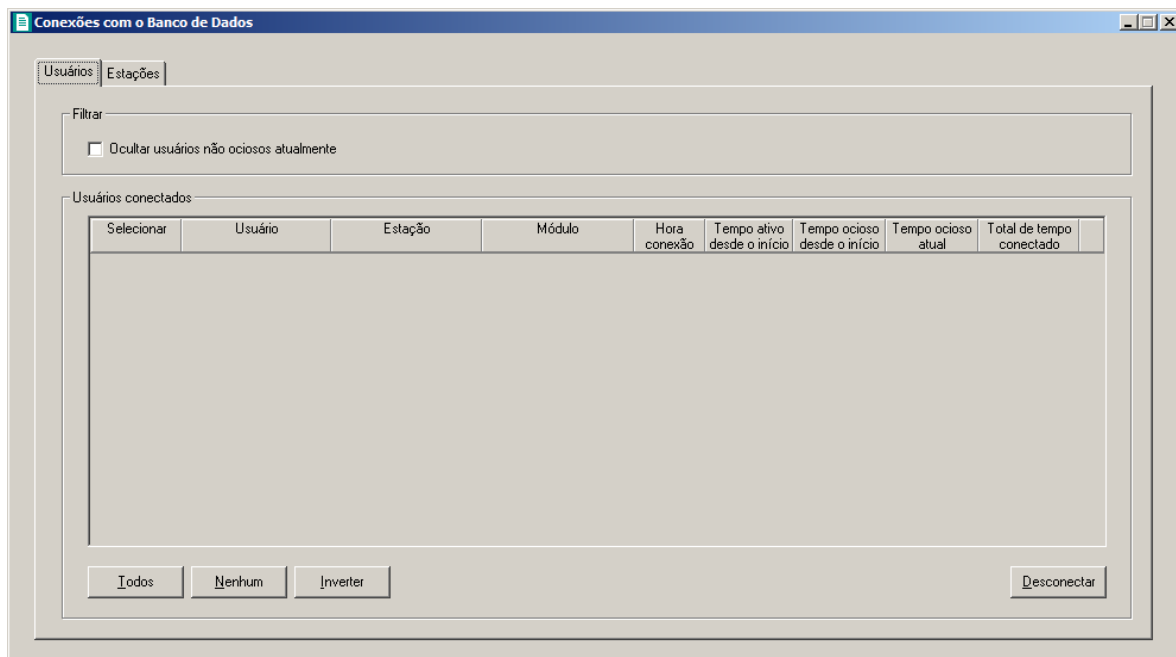 Conexões com o Banco de Dados
Usuários Estações
Filtrar
Ocultar usuários não ociosos atualmente
Usuários conectados
Selecionar Usuário Estação Módulo Hora conexão Tempo ativo desde o início Tempo ocioso desde o início Tempo ocioso atual Total de tempo conectado
Todos Nenhum Inverter Desconectar